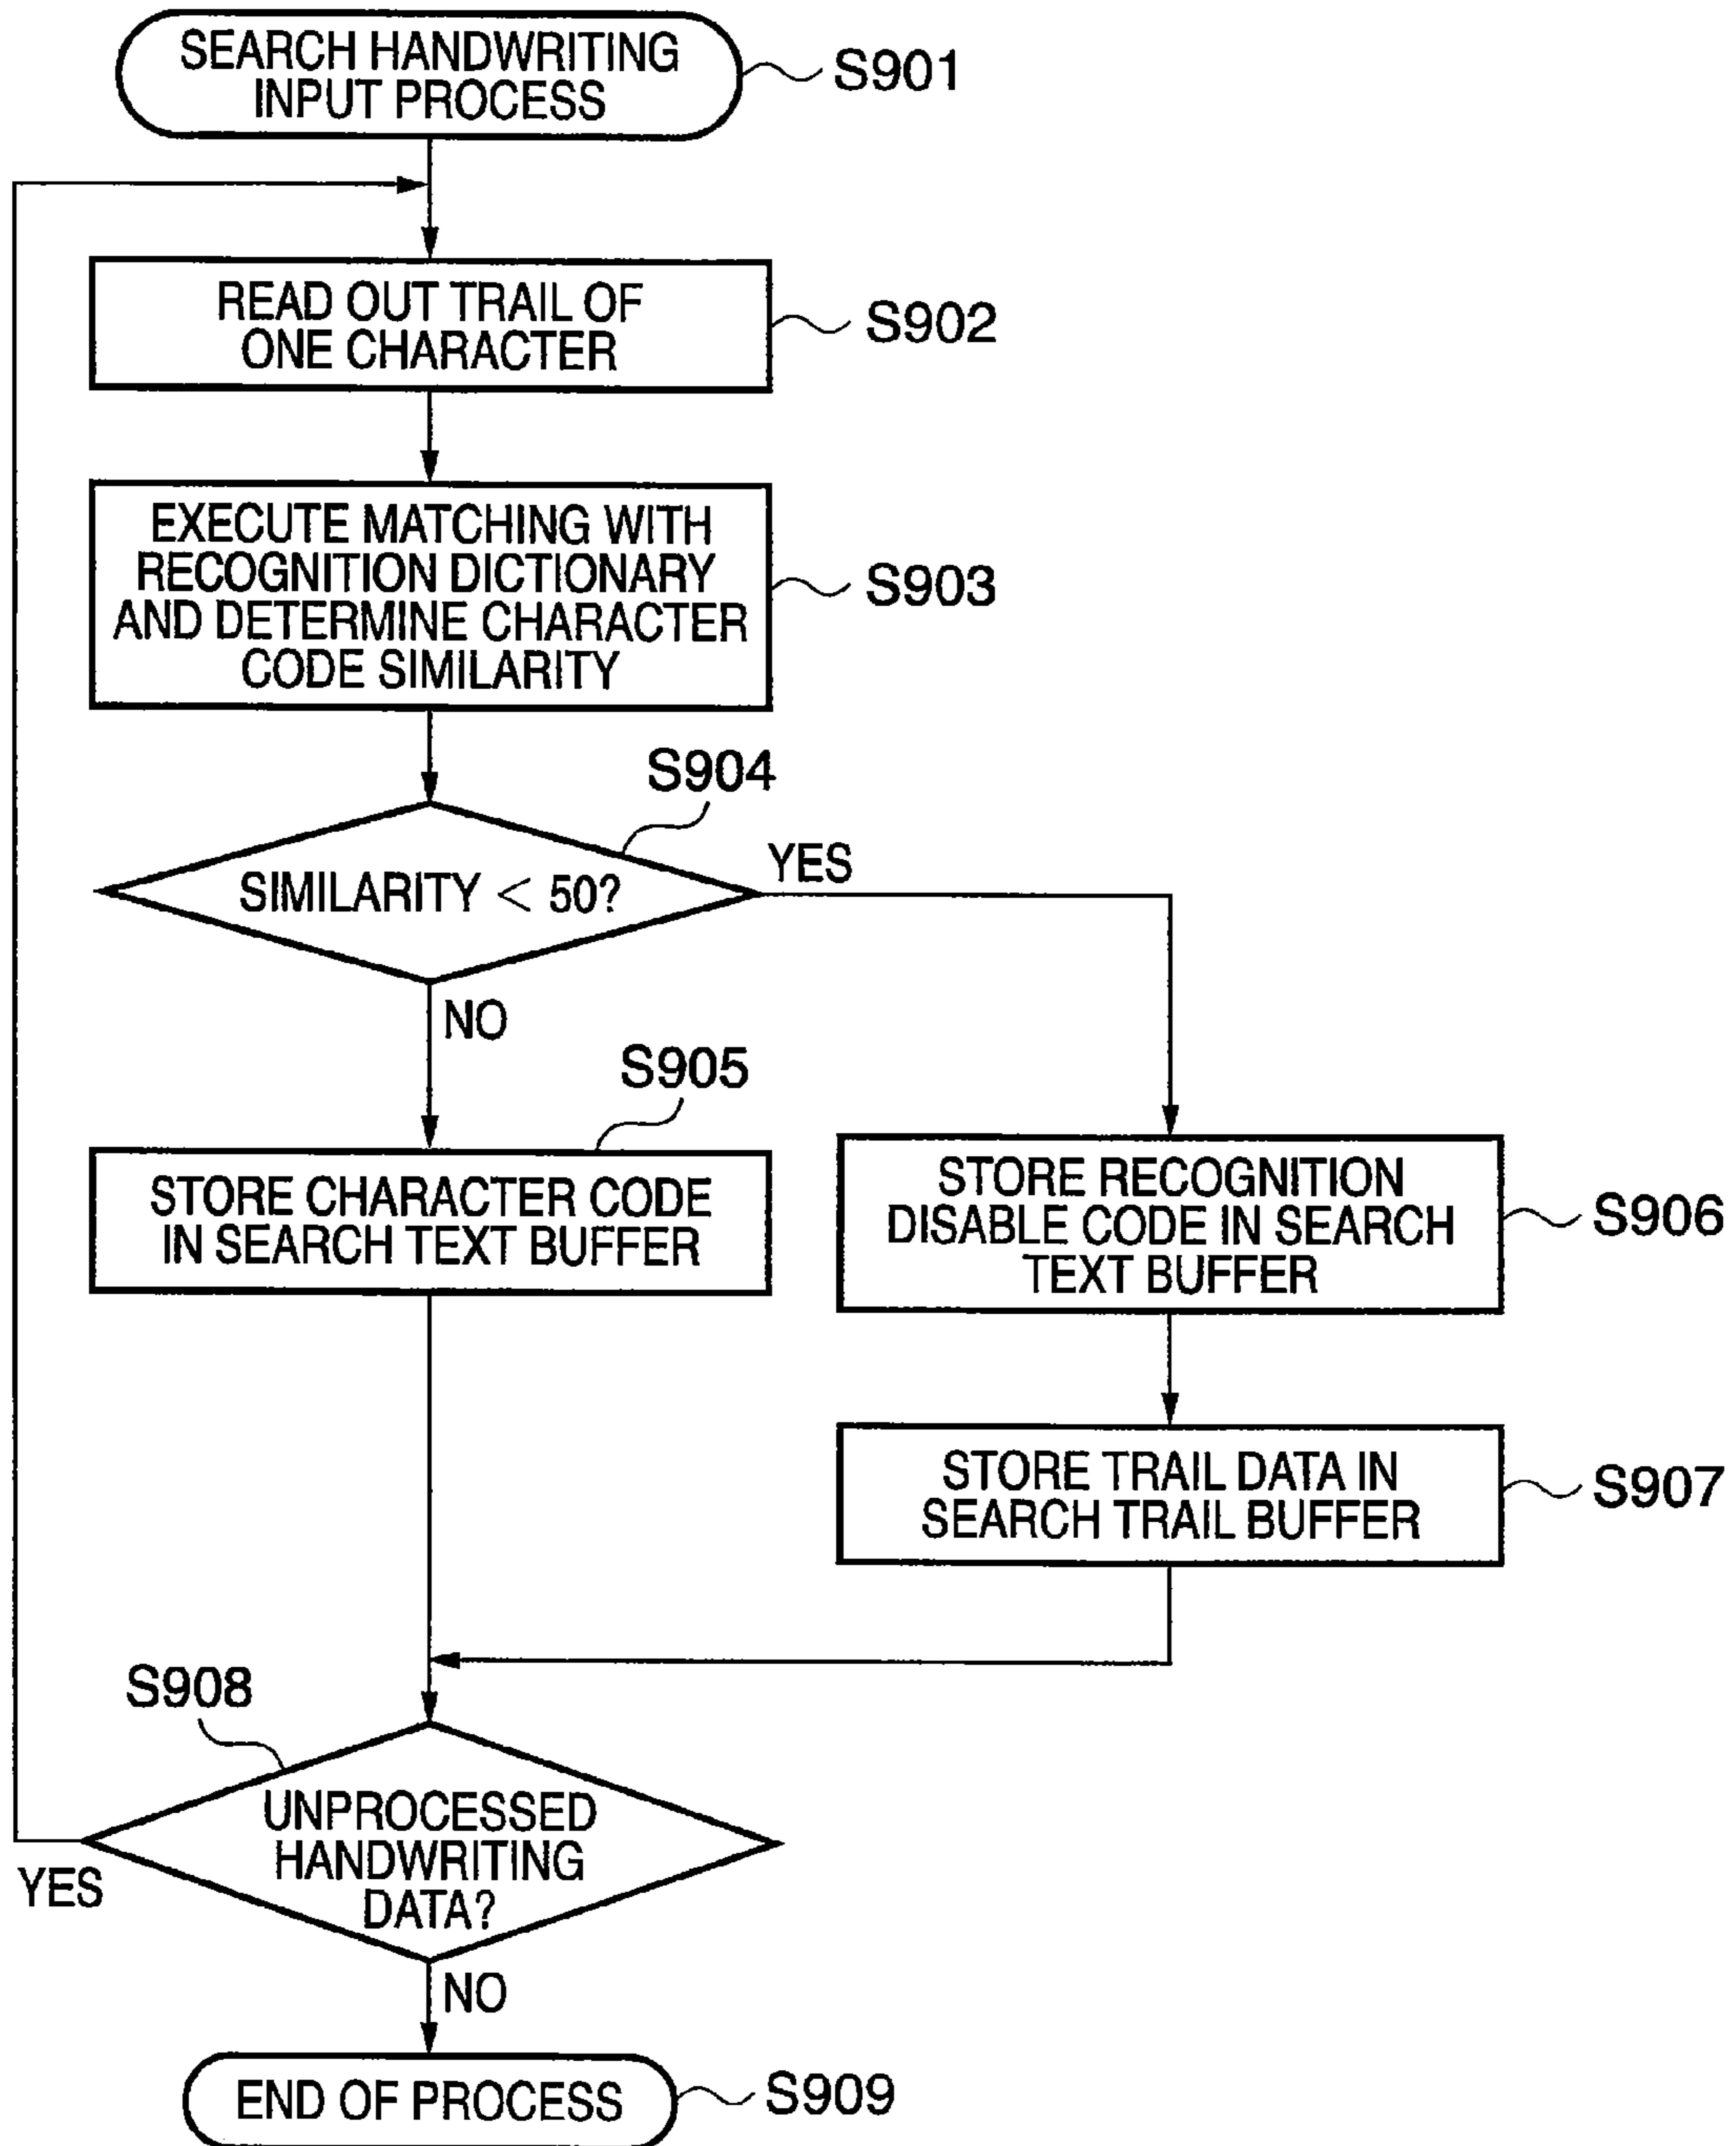 SEARCH HANDWRITING
INPUT PROCESS
S901
READ OUT TRAIL OF
ONE CHARACTER
S902
EXECUTE MATCHING WITH
RECOGNITION DICTIONARY
AND DETERMINE CHARACTER
CODE SIMILARITY
S903
S904
SIMILARITY < 50?
YES
NO
S905
STORE CHARACTER CODE
IN SEARCH TEXT BUFFER
STORE RECOGNITION
DISABLE CODE IN SEARCH
TEXT BUFFER
S906
STORE TRAIL DATA IN
SEARCH TRAIL BUFFER
S907
S908
UNPROCESSED
HANDWRITING
DATA?
YES
NO
END OF PROCESS
S909